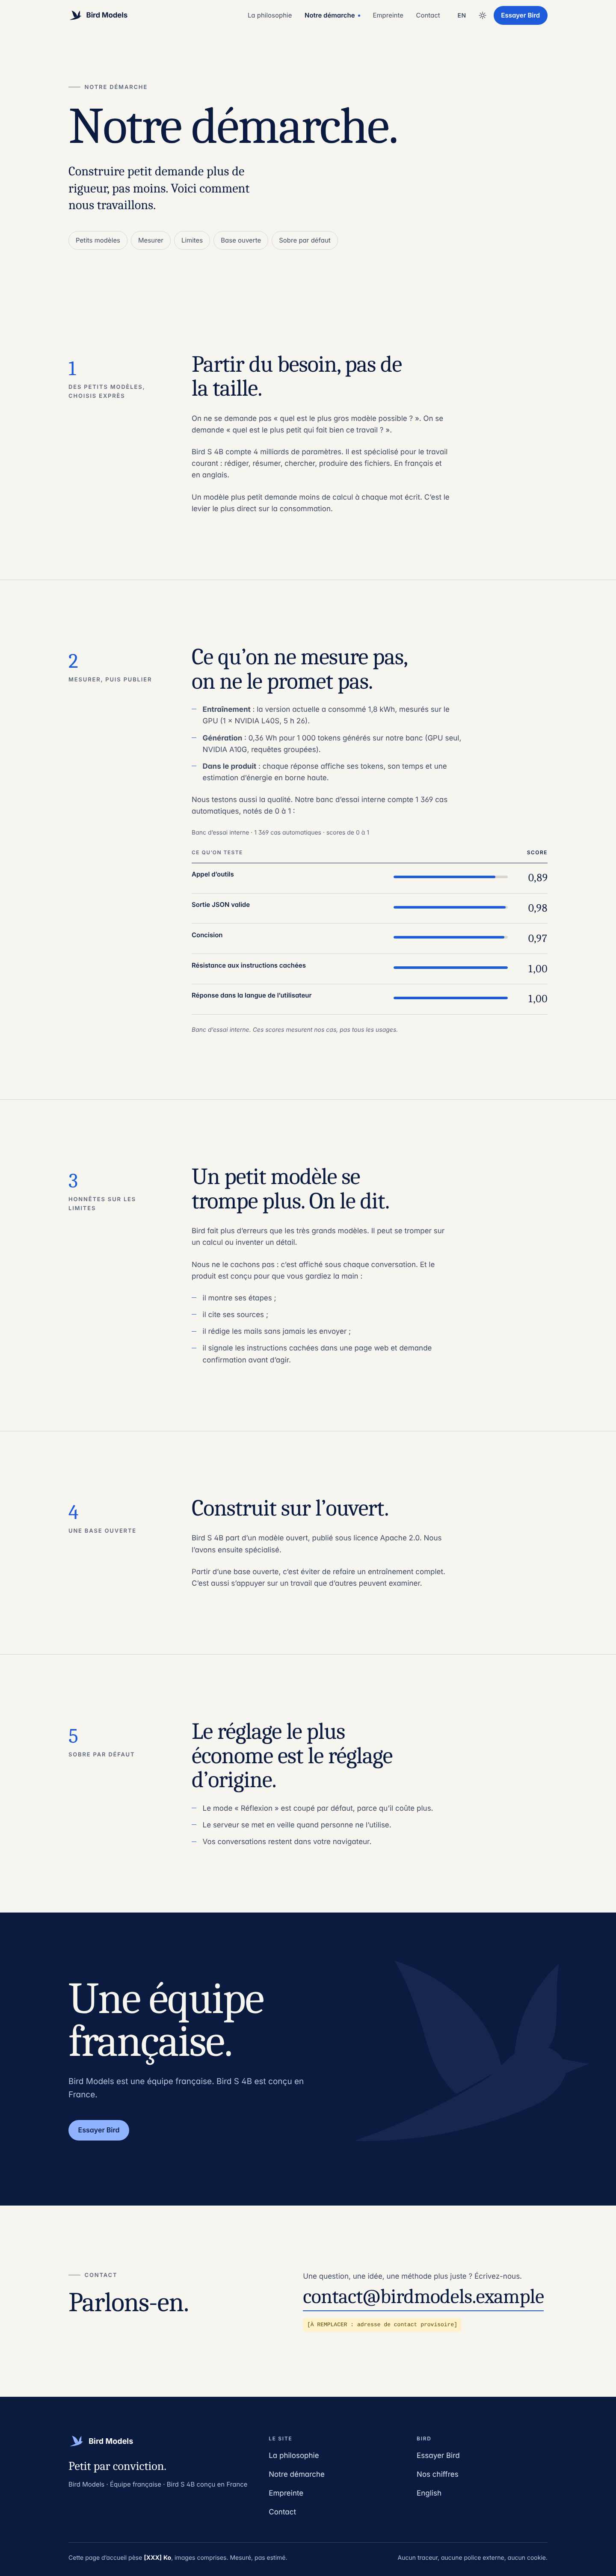 Bird Models
La philosophie
Notre démarche
Empreinte
Contact
EN
Essayer Bird
NOTRE DÉMARCHE
Notre démarche.
Construire petit demande plus de
rigueur, pas moins. Voici comment
nous travaillons.
Petits modèles
Mesurer
Limites
Base ouverte
Sobre par défaut
1
DES PETITS MODÈLES,
CHOISIS EXPRÈS
Partir du besoin, pas de
la taille.
On ne se demande pas « quel est le plus gros modèle possible ? ». On se
demande « quel est le plus petit qui fait bien ce travail ? ».
Bird S 4B compte 4 milliards de paramètres. Il est spécialisé pour le travail
courant : rédiger, résumer, chercher, produire des fichiers. En français et
en anglais.
Un modèle plus petit demande moins de calcul à chaque mot écrit. C’est le
levier le plus direct sur la consommation.
2
MESURER, PUIS PUBLIER
Ce qu’on ne mesure pas,
on ne le promet pas.
— Entraînement : la version actuelle a consommé 1,8 kWh, mesurés sur le
GPU (1 × NVIDIA L40S, 5 h 26).
— Génération : 0,36 Wh pour 1 000 tokens générés sur notre banc (GPU seul,
NVIDIA A10G, requêtes groupées).
— Dans le produit : chaque réponse affiche ses tokens, son temps et une
estimation d’énergie en borne haute.
Nous testons aussi la qualité. Notre banc d’essai interne compte 1 369 cas
automatiques, notés de 0 à 1 :
Banc d’essai interne · 1 369 cas automatiques · scores de 0 à 1
CE QU’ON TESTE
SCORE
Appel d’outils
0,89
Sortie JSON valide
0,98
Concision
0,97
Résistance aux instructions cachées
1,00
Réponse dans la langue de l’utilisateur
1,00
Banc d’essai interne. Ces scores mesurent nos cas, pas tous les usages.
3
HONNÊTES SUR LES
LIMITES
Un petit modèle se
trompe plus. On le dit.
Bird fait plus d’erreurs que les très grands modèles. Il peut se tromper sur
un calcul ou inventer un détail.
Nous ne le cachons pas : c’est affiché sous chaque conversation. Et le
produit est conçu pour que vous gardiez la main :
— il montre ses étapes ;
— il cite ses sources ;
— il rédige les mails sans jamais les envoyer ;
— il signale les instructions cachées dans une page web et demande
confirmation avant d’agir.
4
UNE BASE OUVERTE
Construit sur l’ouvert.
Bird S 4B part d’un modèle ouvert, publié sous licence Apache 2.0. Nous
l’avons ensuite spécialisé.
Partir d’une base ouverte, c’est éviter de refaire un entraînement complet.
C’est aussi s’appuyer sur un travail que d’autres peuvent examiner.
5
SOBRE PAR DÉFAUT
Le réglage le plus
économe est le réglage
d’origine.
— Le mode « Réflexion » est coupé par défaut, parce qu’il coûte plus.
— Le serveur se met en veille quand personne ne l’utilise.
— Vos conversations restent dans votre navigateur.
Une équipe
française.
Bird Models est une équipe française. Bird S 4B est conçu en
France.
Essayer Bird
CONTACT
Parlons-en.
Une question, une idée, une méthode plus juste ? Écrivez-nous.
contact@birdmodels.example
[À REMPLACER : adresse de contact provisoire]
Bird Models
Petit par conviction.
Bird Models · Équipe française · Bird S 4B conçu en France
LE SITE
La philosophie
Notre démarche
Empreinte
Contact
BIRD
Essayer Bird
Nos chiffres
English
Cette page d’accueil pèse [XXX] Ko, images comprises. Mesuré, pas estimé.
Aucun traceur, aucune police externe, aucun cookie.